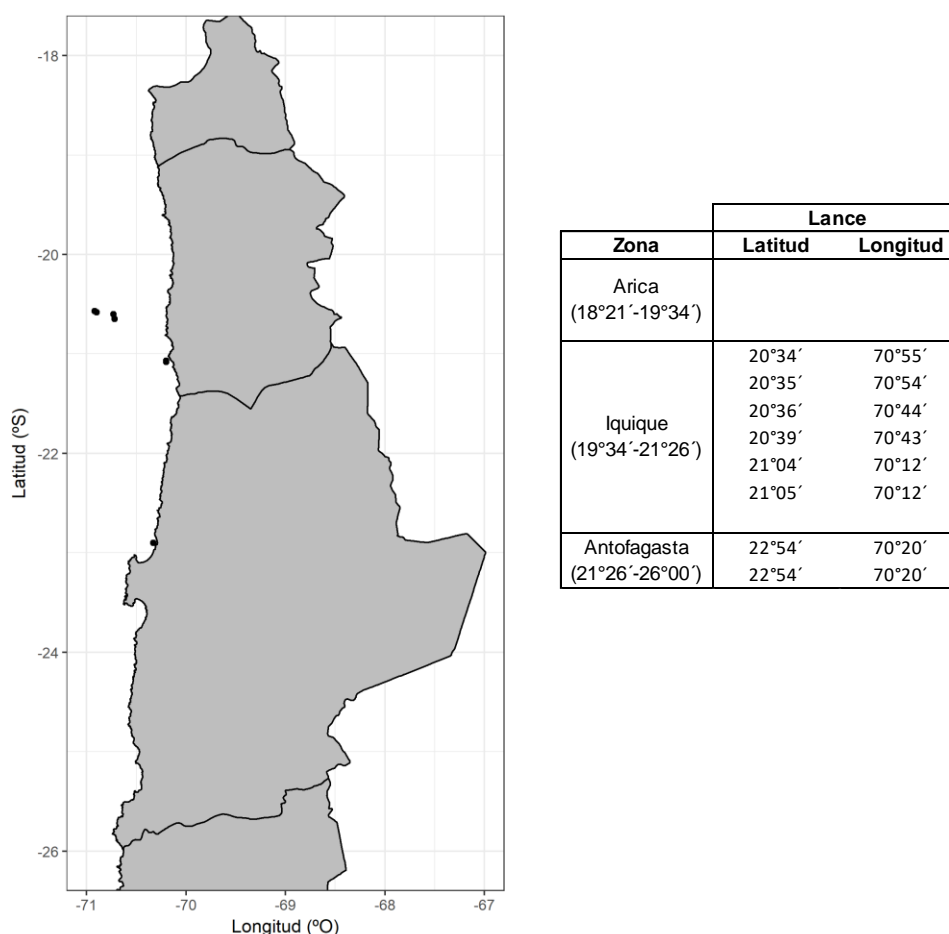 -18
-20
-22
-24
-26
Latitud (ºS)
-71 -70 -69 -68 -67
Longitud (ºO)
Lance
Zona Latitud Longitud
Arica
(18°21´-19°34´)
Iquique
(19°34´-21°26´)
20°34´ 70°55´
20°35´ 70°54´
20°36´ 70°44´
20°39´ 70°43´
21°04´ 70°12´
21°05´ 70°12´
Antofagasta
(21°26´-26°00´)
22°54´ 70°20´
22°54´ 70°20´